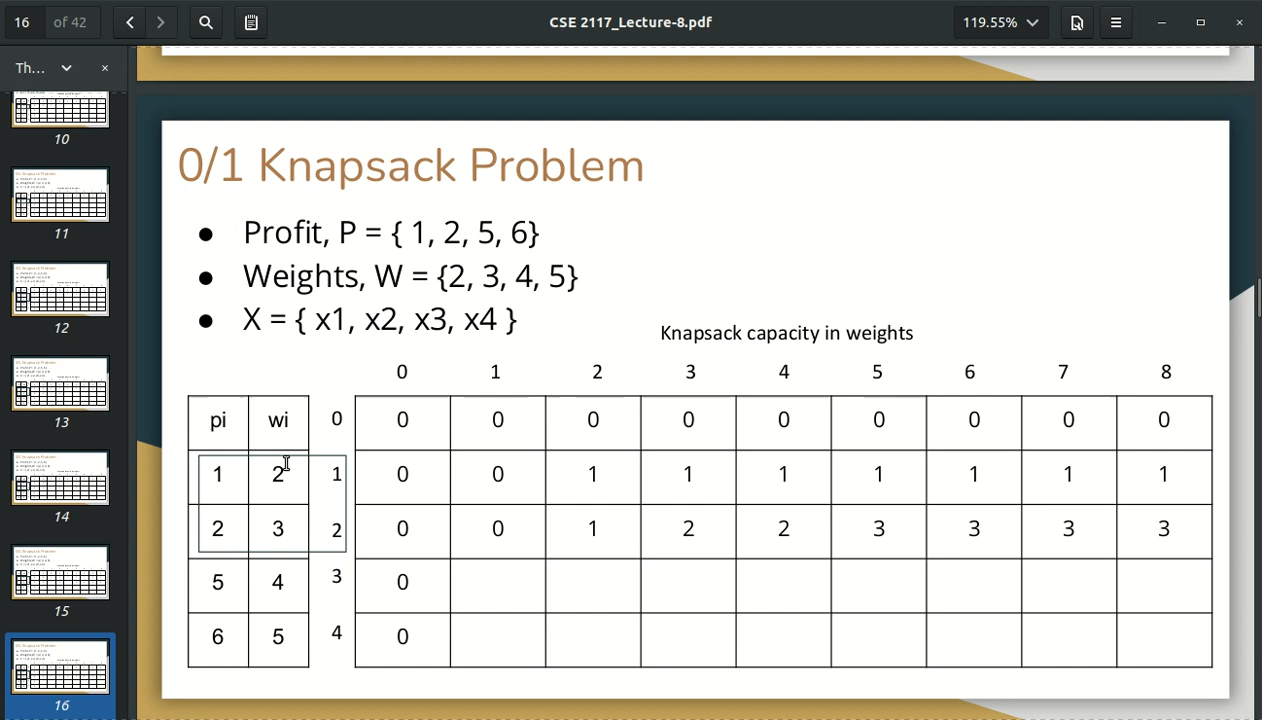 16 of 42
CSE 2117_Lecture-8.pdf
119.55%
Th...
10
11
12
13
14
15
16
0/1 Knapsack Problem
● Profit, P = { 1, 2, 5, 6}
● Weights, W = {2, 3, 4, 5}
● X = { x1, x2, x3, x4 }
Knapsack capacity in weights
0 1 2 3 4 5 6 7 8
pi wi 0 0 0 0 0 0 0 0 0 0
1 2 1 0 0 1 1 1 1 1 1 1
2 3 2 0 0 1 2 2 3 3 3 3
5 4 3 0
6 5 4 0